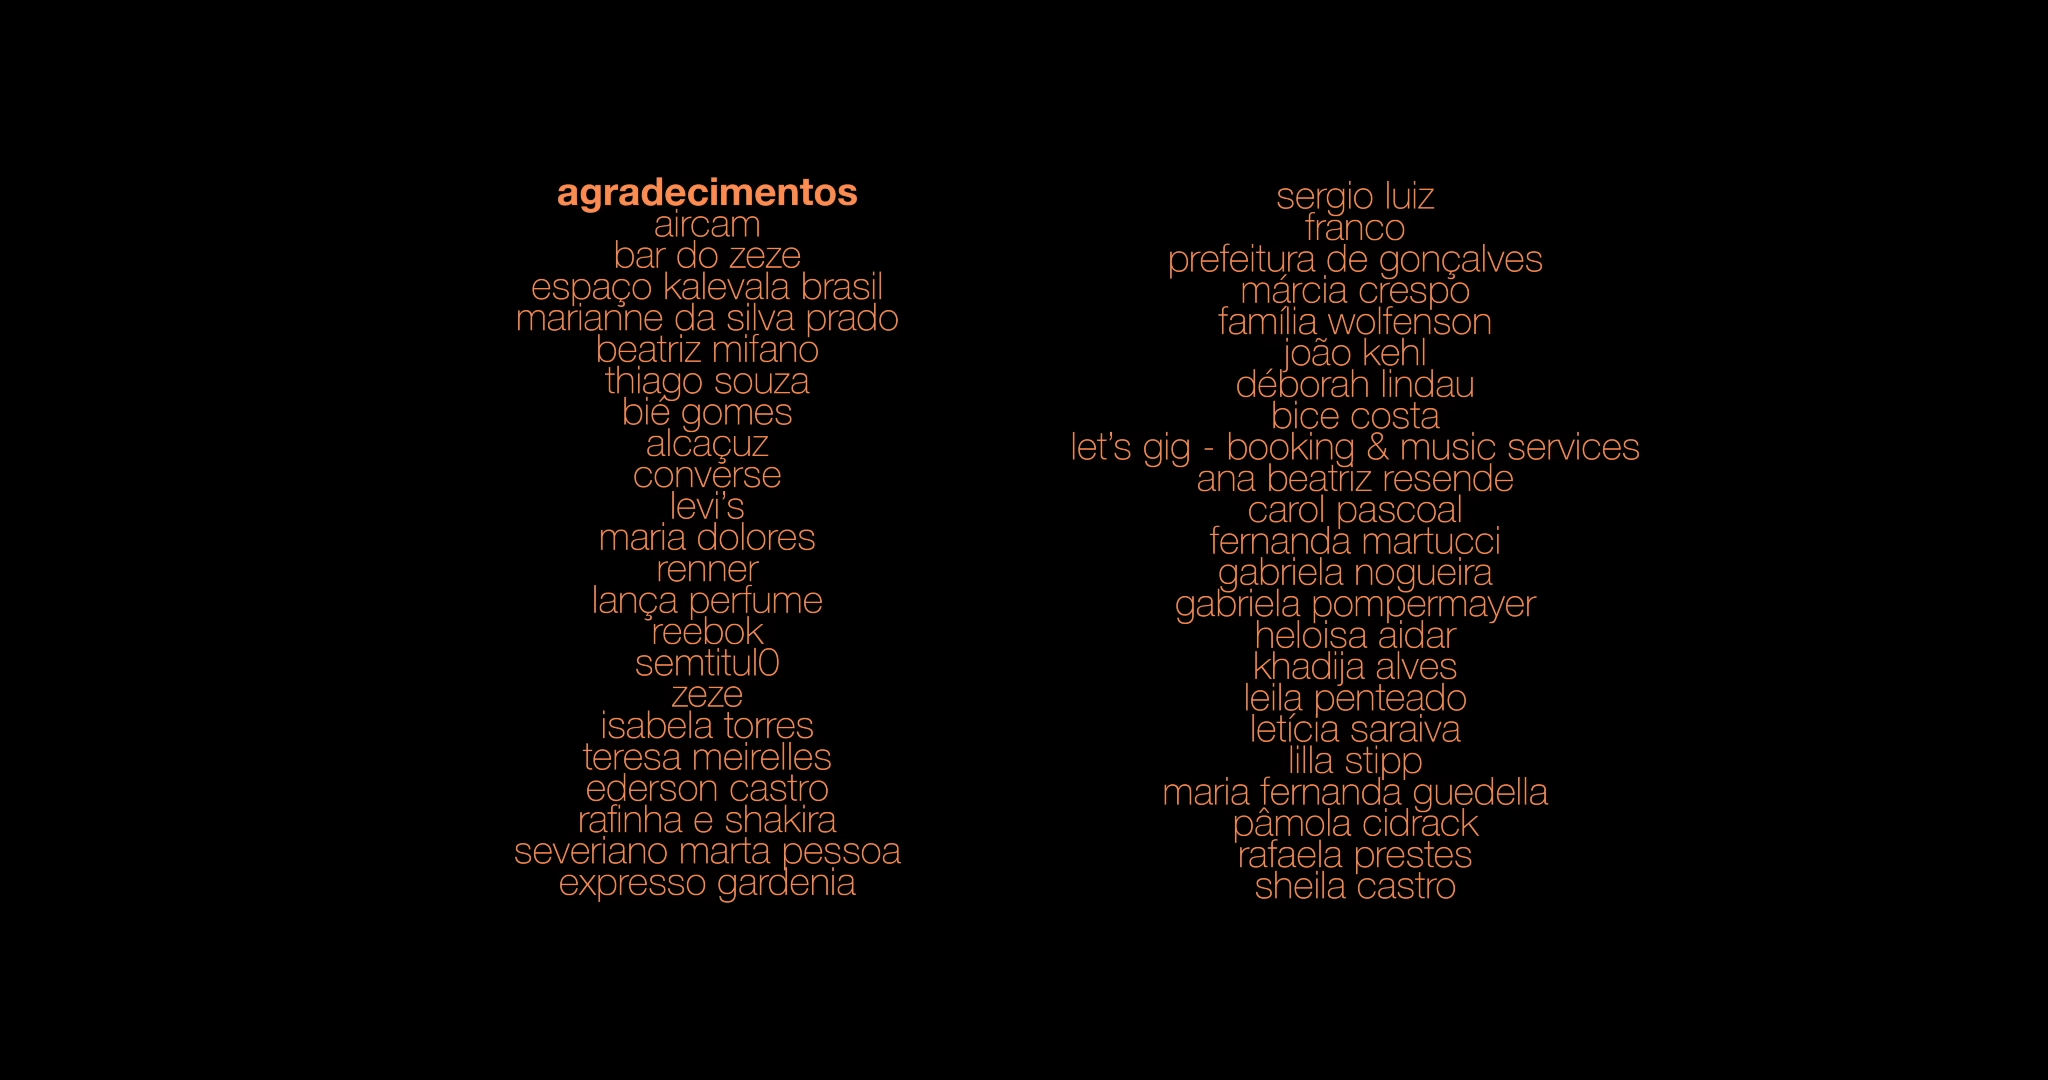 agradecimentos
aircam
bar do zeze
espaço kalevala brasil
marianne da silva prado
beatriz mifano
thiago souza
bié gomes
alcaçuz
converse
levi’s
maria dolores
renner
lança perfume
reebok
semtitul0
zeze
isabela torres
teresa meirelles
ederson castro
rafinha e shakira
severiano marta pessoa
expresso gardenia
sergio luiz
franco
prefeitura de gonçalves
márcia crespo
família wolfenson
joão kehl
déborah lindau
bice costa
let’s gig - booking & music services
ana beatriz resende
carol pascoal
fernanda martucci
gabriela nogueira
gabriela pompermayer
heloisa aidar
khadija alves
leila penteado
letícia saraiva
lilla stipp
maria fernanda guedella
pâmola cidrack
rafaela prestes
sheila castro